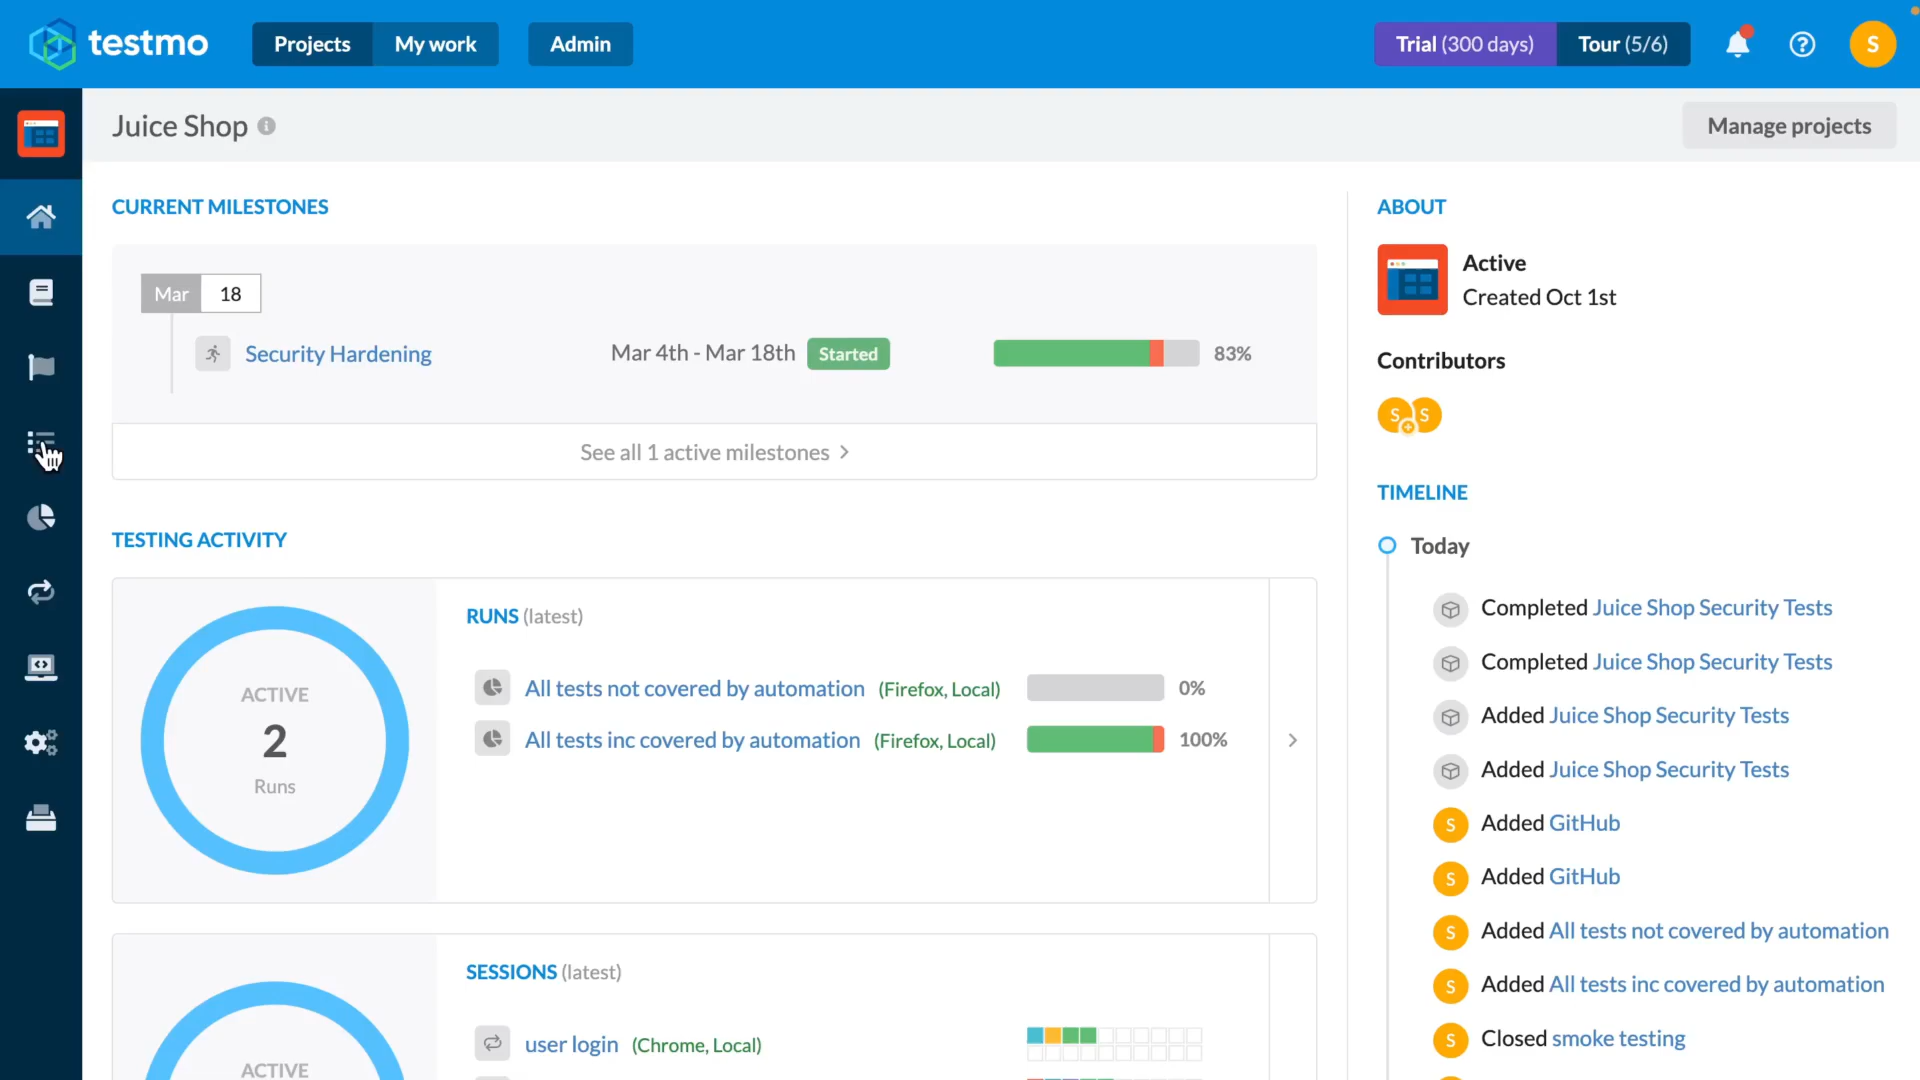 testmo
Projects
My work
Admin
Trial (300 days)
Tour (5/6)
S
Juice Shop
Manage projects
CURRENT MILESTONES
Mar 18
Security Hardening
Mar 4th - Mar 18th
Started
83%
See all 1 active milestones
TESTING ACTIVITY
ACTIVE
2
Runs
RUNS (latest)
All tests not covered by automation (Firefox, Local)
0%
All tests inc covered by automation (Firefox, Local)
100%
ACTIVE
SESSIONS (latest)
user login (Chrome, Local)
ABOUT
Active
Created Oct 1st
Contributors
S S
TIMELINE
Today
Completed Juice Shop Security Tests
Completed Juice Shop Security Tests
Added Juice Shop Security Tests
Added Juice Shop Security Tests
S Added GitHub
S Added GitHub
S Added All tests not covered by automation
S Added All tests inc covered by automation
S Closed smoke testing